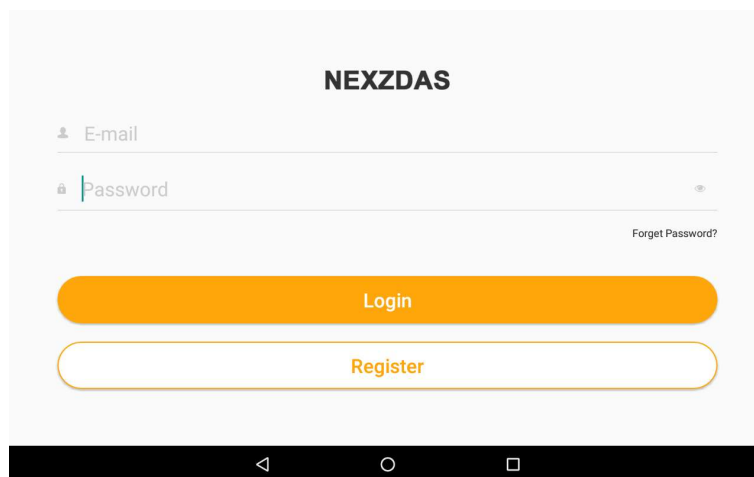 NEXZDAS
E-mail
Password
Forget Password?
Login
Register